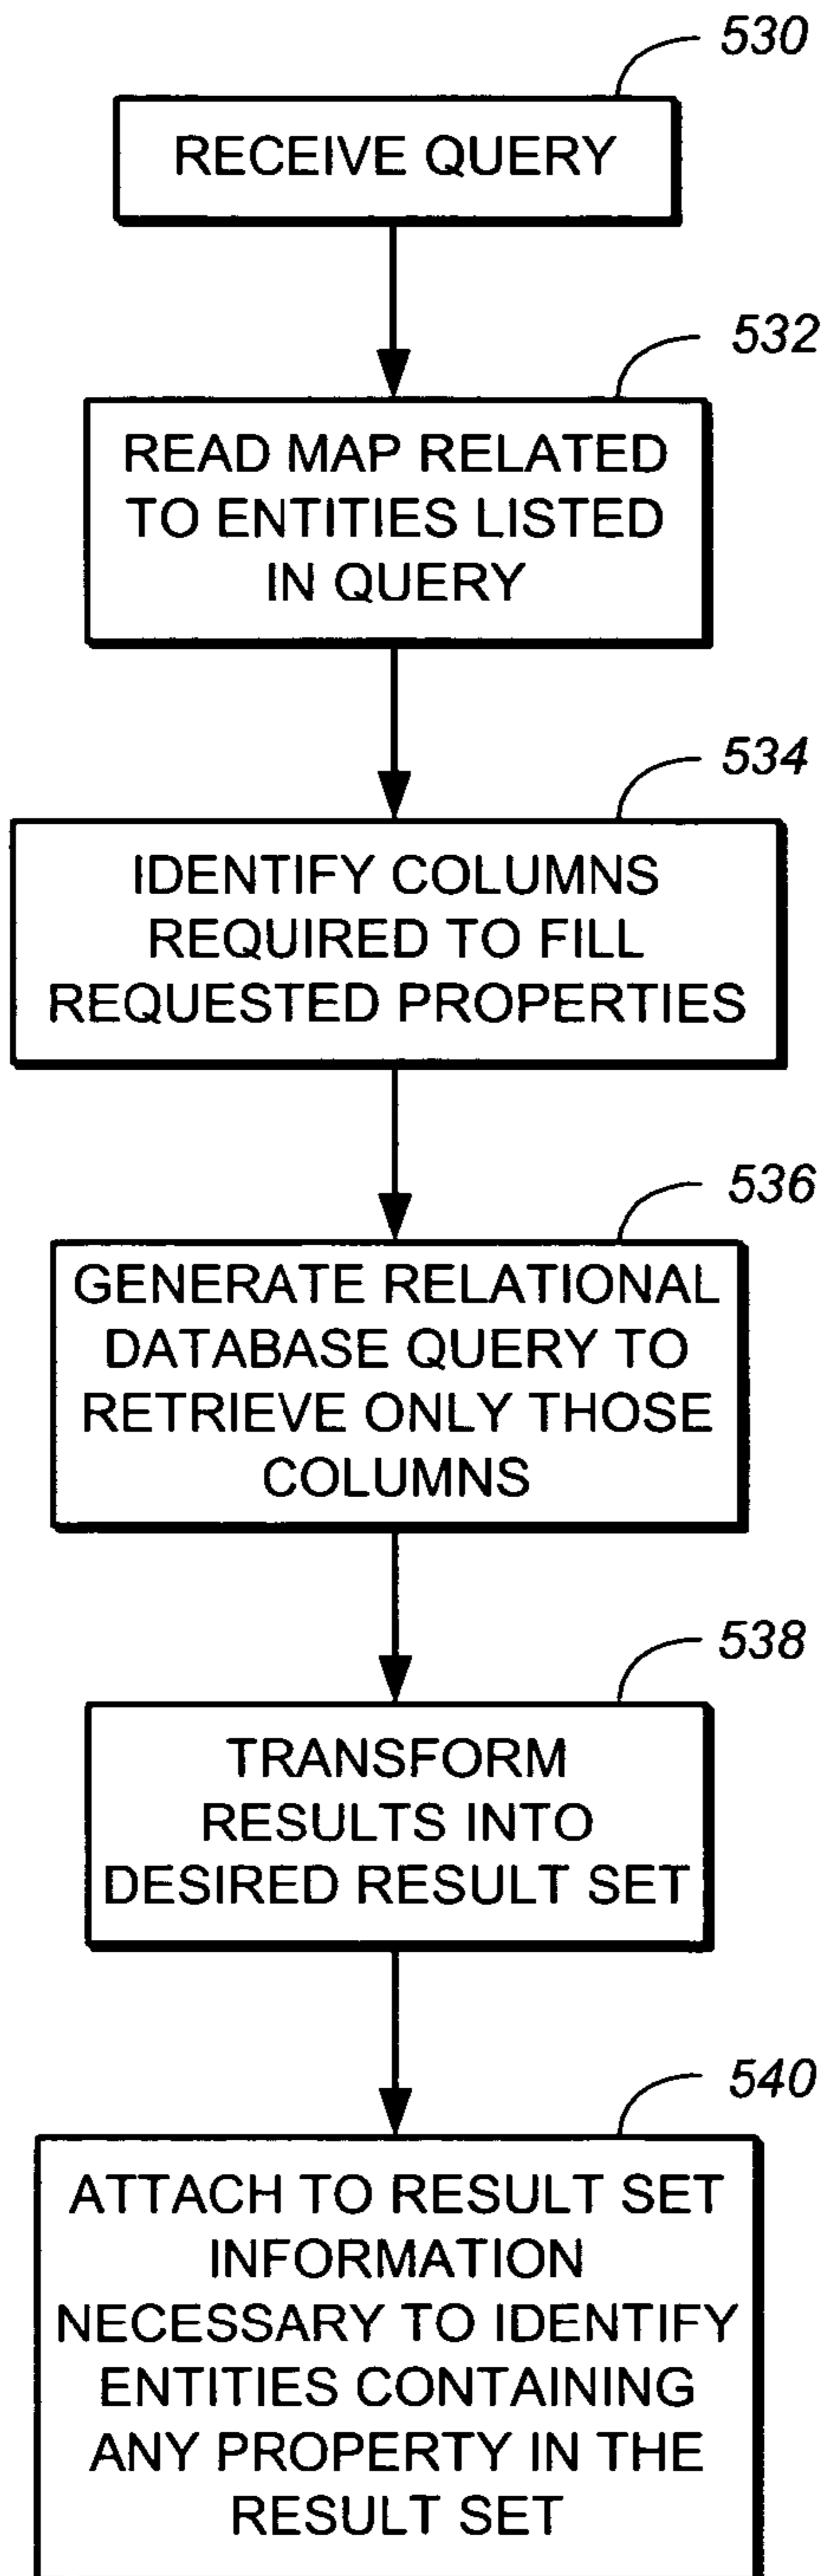 530
RECEIVE QUERY
532
READ MAP RELATED
TO ENTITIES LISTED
IN QUERY
534
IDENTIFY COLUMNS
REQUIRED TO FILL
REQUESTED PROPERTIES
536
GENERATE RELATIONAL
DATABASE QUERY TO
RETRIEVE ONLY THOSE
COLUMNS
538
TRANSFORM
RESULTS INTO
DESIRED RESULT SET
540
ATTACH TO RESULT SET
INFORMATION
NECESSARY TO IDENTIFY
ENTITIES CONTAINING
ANY PROPERTY IN THE
RESULT SET